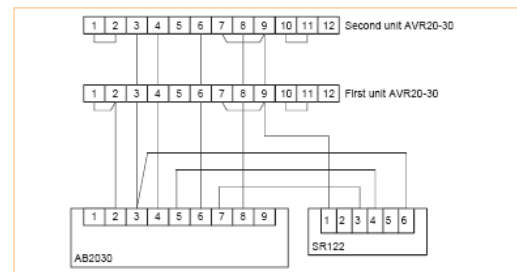 1 2 3 4 5 6 7 8 9 10 11 12 Second unit AVR20-30
1 2 3 4 5 6 7 8 9 10 11 12 First unit AVR20-30
1 2 3 4 5 6 7 8 9
1 2 3 4 5 6
AB2030
SR122